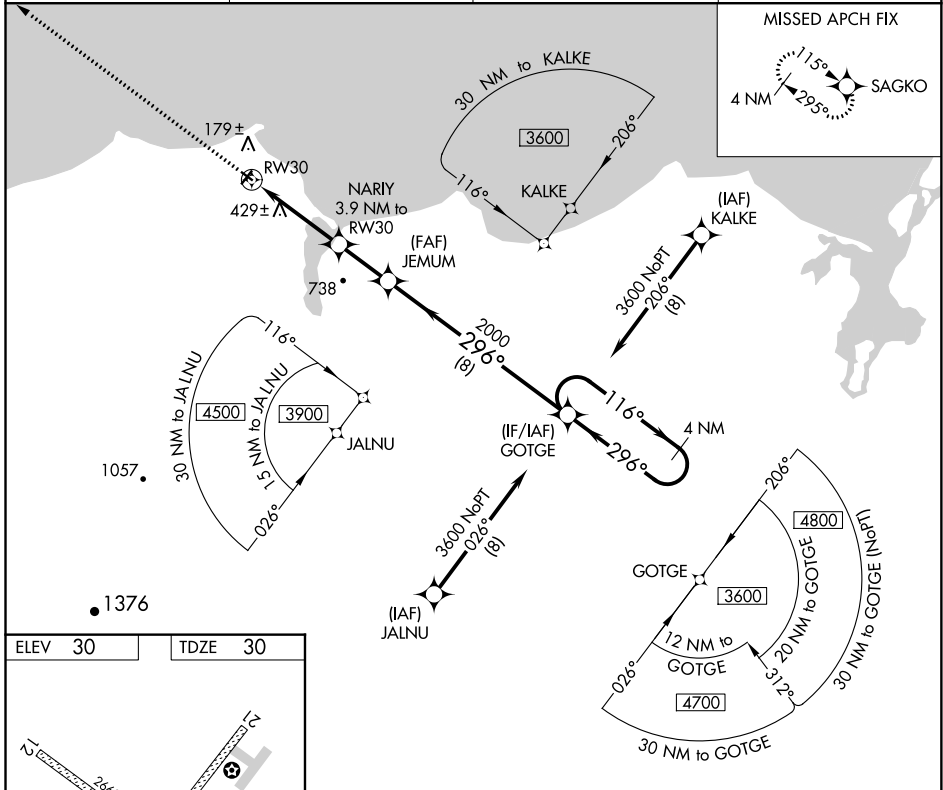 MISSED APCH FIX
115°
4 NM
295°
SAGKO
30 NM to KALKE
3600
206°
116°
KALKE
179±
RW30
429±
NARIY
3.9 NM to
RW30
(FAF)
JEMUM
738
(IAF)
KALKE
3600 NoPT
206°
(8)
2000
296°
(8)
116°
4 NM
296°
(IF/IAF)
GOTGE
30 NM to JALNU
4500
15 NM to JALNU
3900
116°
JALNU
026°
1057
1376
3600 NoPT
026°
(8)
(IAF)
JALNU
206°
4800
GOTGE
3600
20 NM to GOTGE
30 NM to GOTGE (NoPT)
12 NM to
GOTGE
026°
312°
4700
30 NM to GOTGE
ELEV 30
TDZE 30
12
21